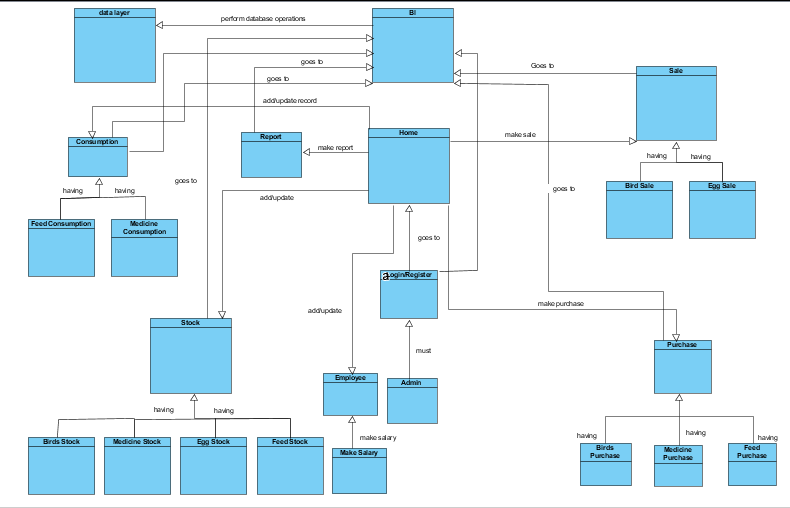 data layer
BI
perform database operations
goes to
Goes to
Sale
goes to
add/update record
Consumption
Report
Home
make sale
make report
having
having
having
having
goes to
goes to
Bird Sale
Egg Sale
add/update
Feed Consumption
Medicine
Consumption
goes to
a
Login/Register
add/update
make purchase
Stock
Purchase
must
Employee
Admin
having
having
make salary
having
having
having
Birds Stock
Medicine Stock
Egg Stock
Feed Stock
Make Salary
Birds
Purchase
Medicine
Purchase
Feed
Purchase